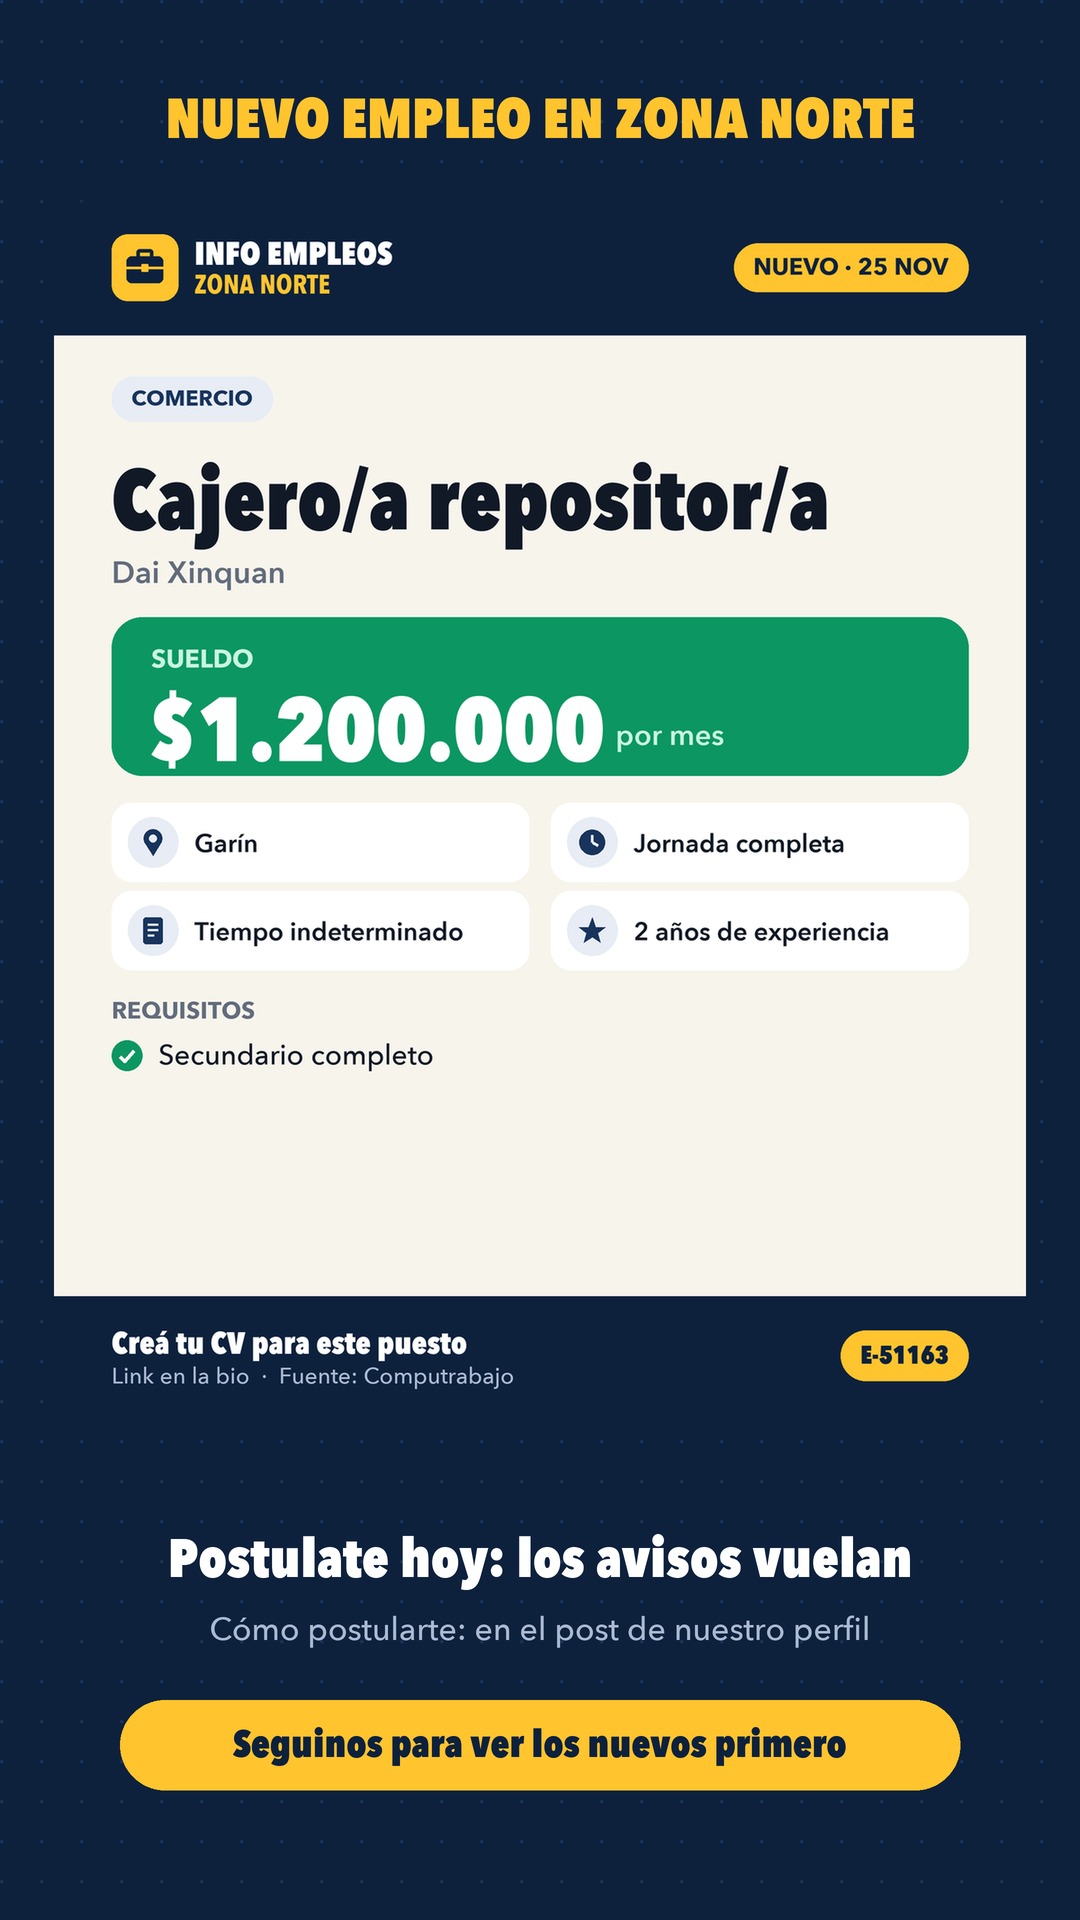 NUEVO EMPLEO EN ZONA NORTE
INFO EMPLEOS
ZONA NORTE
NUEVO · 25 NOV
COMERCIO
Cajero/a repositor/a
Dai Xinquan
SUELDO
$1.200.000 por mes
Garín
Jornada completa
Tiempo indeterminado
2 años de experiencia
REQUISITOS
Secundario completo
Creá tu CV para este puesto
Link en la bio · Fuente: Computrabajo
E-51163
Postulate hoy: los avisos vuelan
Cómo postularte: en el post de nuestro perfil
Seguinos para ver los nuevos primero